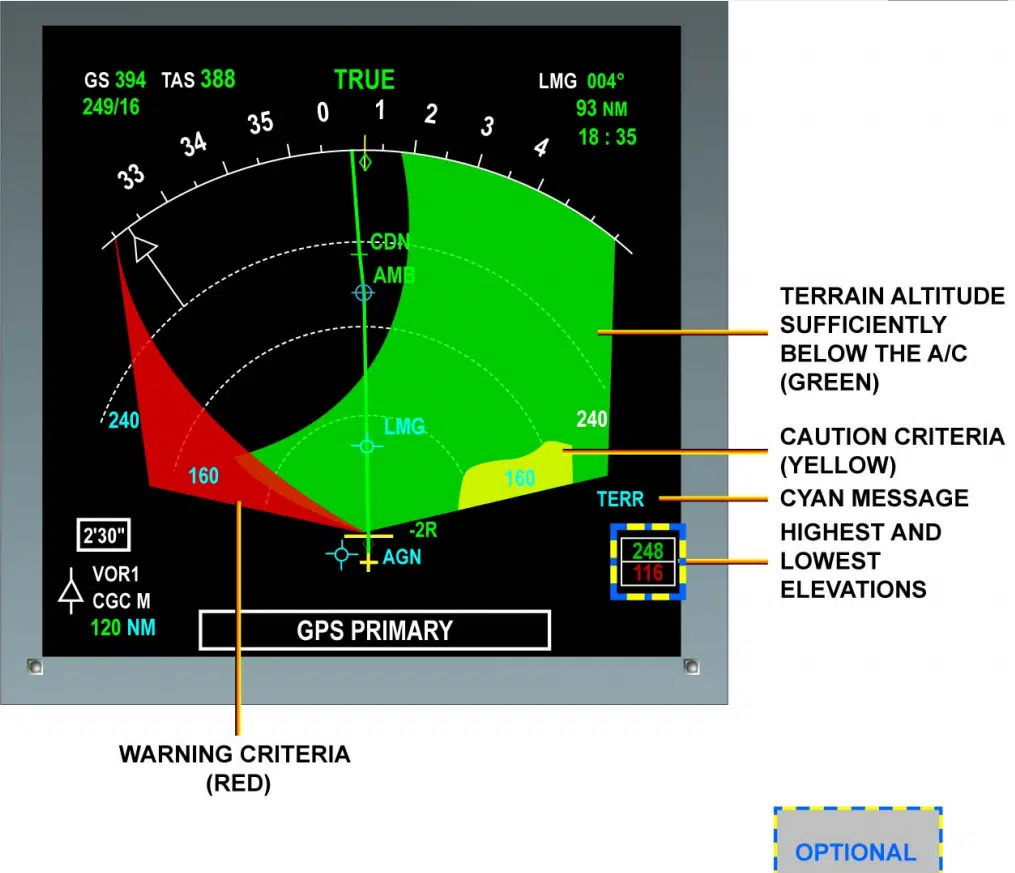 GS 394 TAS 388
249/16
TRUE
LMG 004°
93 NM
18 : 35
33
34
35
0
1
2
3
4
CDN
AMB
LMG
240
160
240
160
TERR
-2R
AGN
248
116
2'30"
VOR1
CGC M
120 NM
GPS PRIMARY
TERRAIN ALTITUDE
SUFFICIENTLY
BELOW THE A/C
(GREEN)
CAUTION CRITERIA
(YELLOW)
CYAN MESSAGE
HIGHEST AND
LOWEST
ELEVATIONS
WARNING CRITERIA
(RED)
OPTIONAL